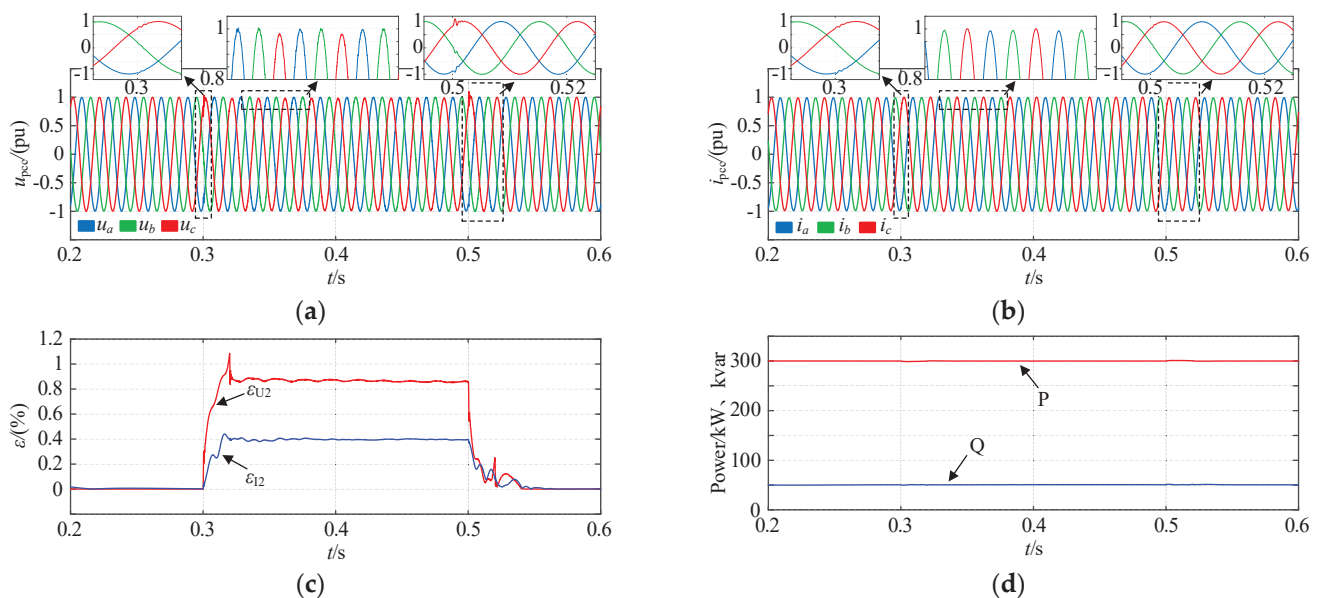 1
0
-1
0.3
0.8
1
1
0
-1
0.5
0.52
1
0.5
0
-0.5
-1
u_pcc/(pu)
u_a u_b u_c
0.2 0.3 0.4 0.5 0.6
t/s
(a)
1
0
-1
0.3
0.8
1
1
0
-1
0.5
0.52
1
0.5
0
-0.5
-1
i_pcc/(pu)
i_a i_b i_c
0.2 0.3 0.4 0.5 0.6
t/s
(b)
1.2
1
0.8
0.6
0.4
0.2
0
ε/(%)
ε_U2
ε_I2
0.2 0.3 0.4 0.5 0.6
t/s
(c)
300
350
200
150
100
50
0
Power/kW、kvar
P
Q
0.2 0.3 0.4 0.5 0.6
t/s
(d)